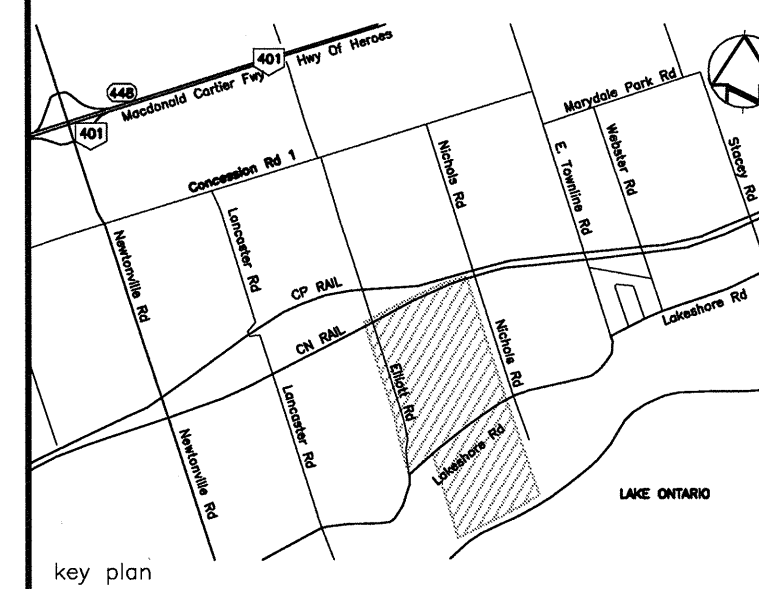 401
Hwy Of Heroes
448
Macdonald Cartier Fwy
401
Marydale Park Rd
Concession Rd 1
Nichols Rd
E. Townline Rd
Webster Rd
Stacey Rd
Lancaster Rd
Newtonville Rd
CP RAIL
CN RAIL
Lakeshore Rd
Nichols Rd
Elliott Rd
Lancaster Rd
Newtonville Rd
Lakeshore Rd
LAKE ONTARIO
key plan